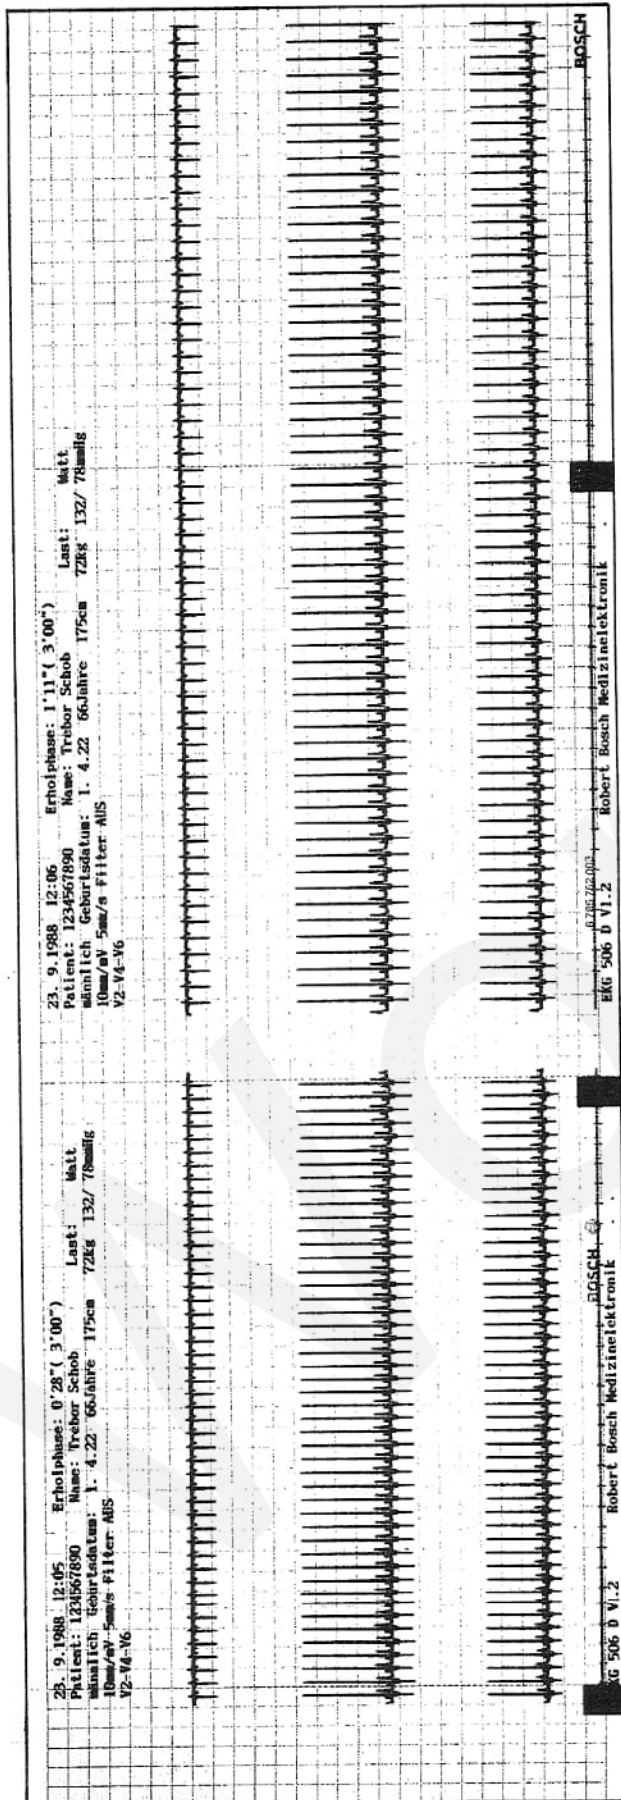 23. 9.1988 12:05 Erholphase: 0'28"( 3'00")
Patient: 1234567890 Name: Trebor Schob Last: Watt
männlich Geburtsdatum: 1. 4.22 66Jahre 175cm 72kg 132/ 78mmHg
10mm/mV 5mm/s Filter ABS
V2-V4-V6
BOSCH
EKG 506 D V1.2 Robert Bosch Medizinelektronik
23. 9.1988 12:06 Erholphase: 1'11"( 3'00")
Patient: 1234567890 Name: Trebor Schob Last: Watt
männlich Geburtsdatum: 1. 4.22 66Jahre 175cm 72kg 132/ 78mmHg
10mm/mV 5mm/s Filter ABS
V2-V4-V6
BOSCH
EKG 506 D V1.2 Robert Bosch Medizinelektronik